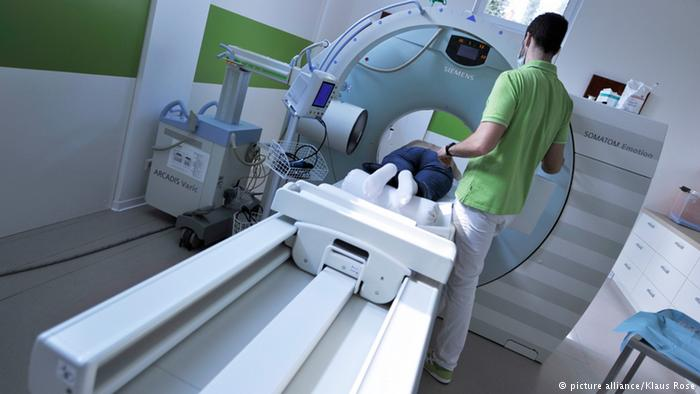 SIEMENS
SOMATOM Emotion
ARCADIS Varic
© picture alliance/Klaus Rose